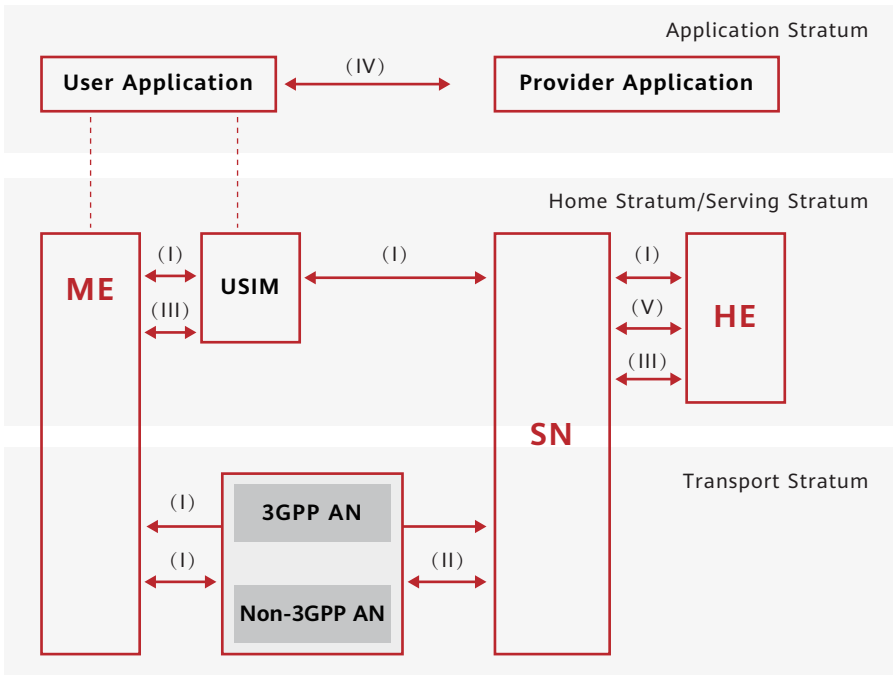 Application Stratum
User Application
(IV)
Provider Application
Home Stratum/Serving Stratum
ME
(I)
(III)
USIM
(I)
SN
(I)
(V)
(III)
HE
Transport Stratum
(I)
(I)
3GPP AN
Non-3GPP AN
(II)